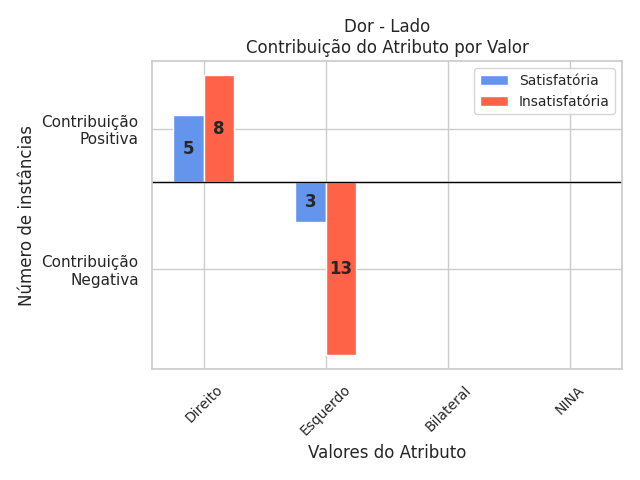 Dor - Lado
Contribuição do Atributo por Valor
Satisfatória
Insatisfatória
Número de instâncias
Contribuição
Positiva
Contribuição
Negativa
5
8
3
13
Direito
Esquerdo
Bilateral
NINA
Valores do Atributo